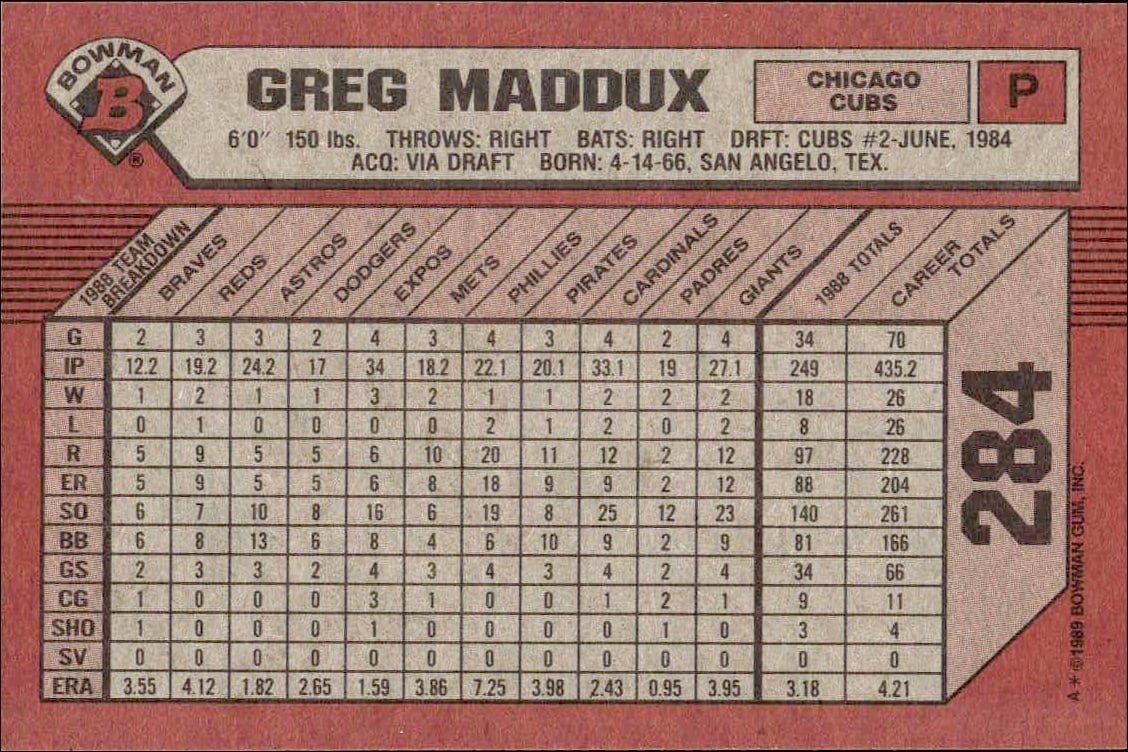 BOWMAN
B
®
GREG MADDUX
CHICAGO
CUBS
P
6'0" 150 lbs. THROWS: RIGHT BATS: RIGHT DRFT: CUBS #2-JUNE, 1984
ACQ: VIA DRAFT BORN: 4-14-66, SAN ANGELO, TEX.
1988 TEAM BREAKDOWN BRAVES REDS ASTROS DODGERS EXPOS METS PHILLIES PIRATES CARDINALS PADRES GIANTS 1988 TOTALS CAREER TOTALS
G 2 3 3 2 4 3 4 3 4 2 4 34 70
IP 12.2 19.2 24.2 17 34 18.2 22.1 20.1 33.1 19 27.1 249 435.2
W 1 2 1 1 3 2 1 1 2 2 2 18 26
L 0 1 0 0 0 0 2 1 2 0 2 8 26
R 5 9 5 5 6 10 20 11 12 2 12 97 228
ER 5 9 5 5 6 8 18 9 9 2 12 88 204
SO 6 7 10 8 16 6 19 8 25 12 23 140 261
BB 6 8 13 6 8 4 6 10 9 2 9 81 166
GS 2 3 3 2 4 3 4 3 4 2 4 34 66
CG 1 0 0 0 3 1 0 0 1 2 1 9 11
SHO 1 0 0 0 1 0 0 0 0 1 0 3 4
SV 0 0 0 0 0 0 0 0 0 0 0 0 0
ERA 3.55 4.12 1.82 2.65 1.59 3.86 7.25 3.98 2.43 0.95 3.95 3.18 4.21
284
A * © 1989 BOWMAN GUM, INC.